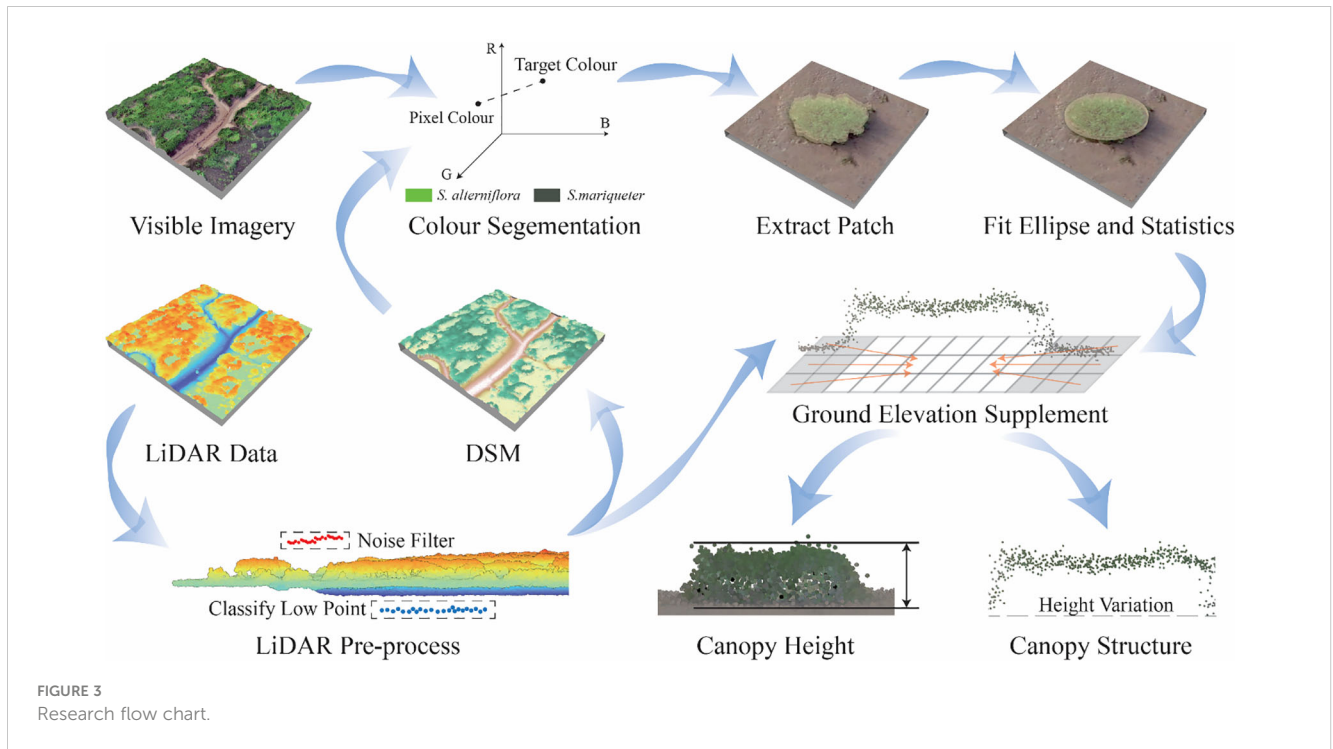 R
Target Colour
Pixel Colour
B
G
S. alterniflora S.mariqueter
Visible Imagery
Colour Segementation
Extract Patch
Fit Ellipse and Statistics
LiDAR Data
DSM
Ground Elevation Supplement
Noise Filter
Classify Low Point
LiDAR Pre-process
Canopy Height
Height Variation
Canopy Structure
FIGURE 3
Research flow chart.